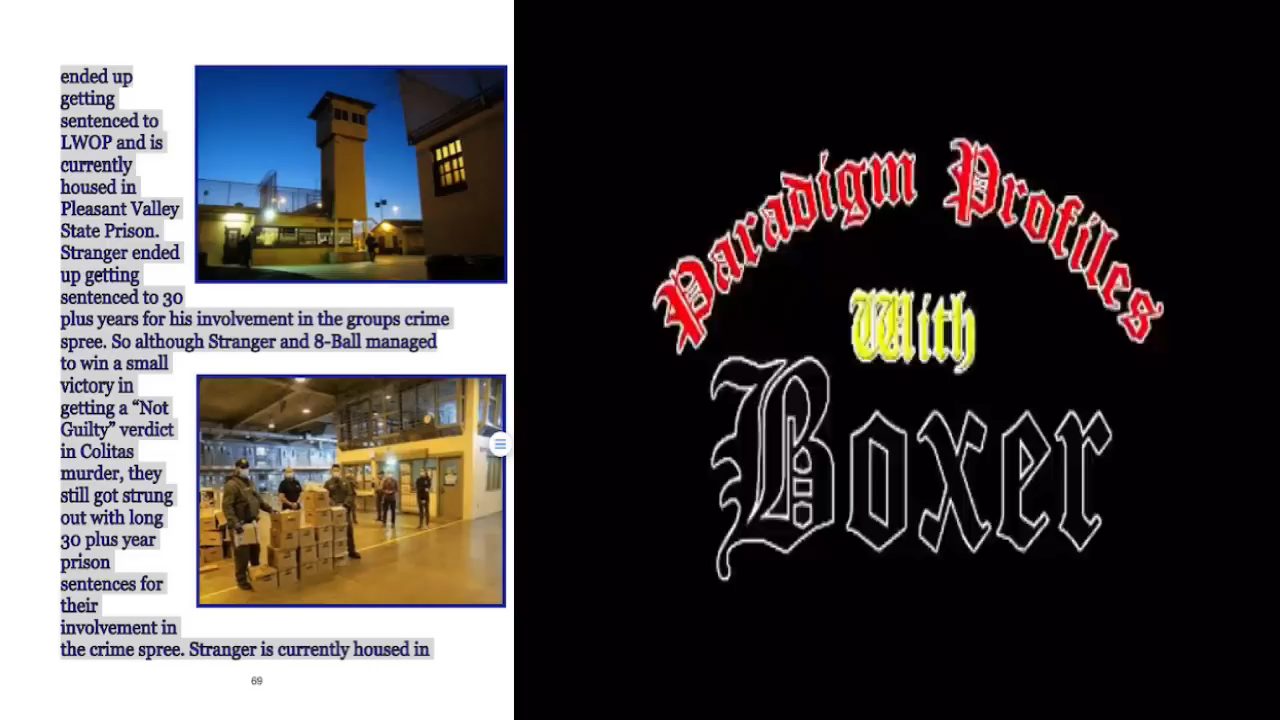 ended up
getting
sentenced to
LWOP and is
currently
housed in
Pleasant Valley
State Prison.
Stranger ended
up getting
sentenced to 30
plus years for his involvement in the groups crime
spree. So although Stranger and 8-Ball managed
to win a small
victory in
getting a “Not
Guilty” verdict
in Colitas
murder, they
still got strung
out with long
30 plus year
prison
sentences for
their
involvement in
the crime spree. Stranger is currently housed in
69
Paradigm Profiles
With
Boxer